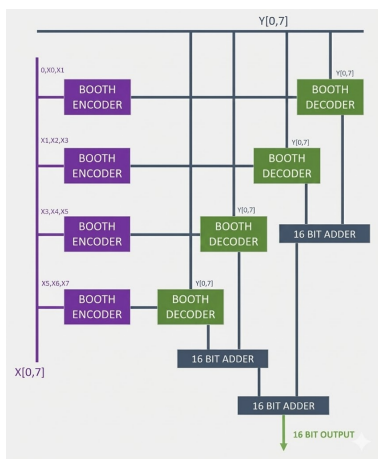 Y[0,7]
0,X0,X1
BOOTH
ENCODER
Y[0,7]
BOOTH
DECODER
X1,X2,X3
BOOTH
ENCODER
Y[0,7]
BOOTH
DECODER
X3,X4,X5
BOOTH
ENCODER
Y[0,7]
BOOTH
DECODER
16 BIT ADDER
X5,X6,X7
BOOTH
ENCODER
Y[0,7]
BOOTH
DECODER
16 BIT ADDER
X[0,7]
16 BIT ADDER
16 BIT OUTPUT